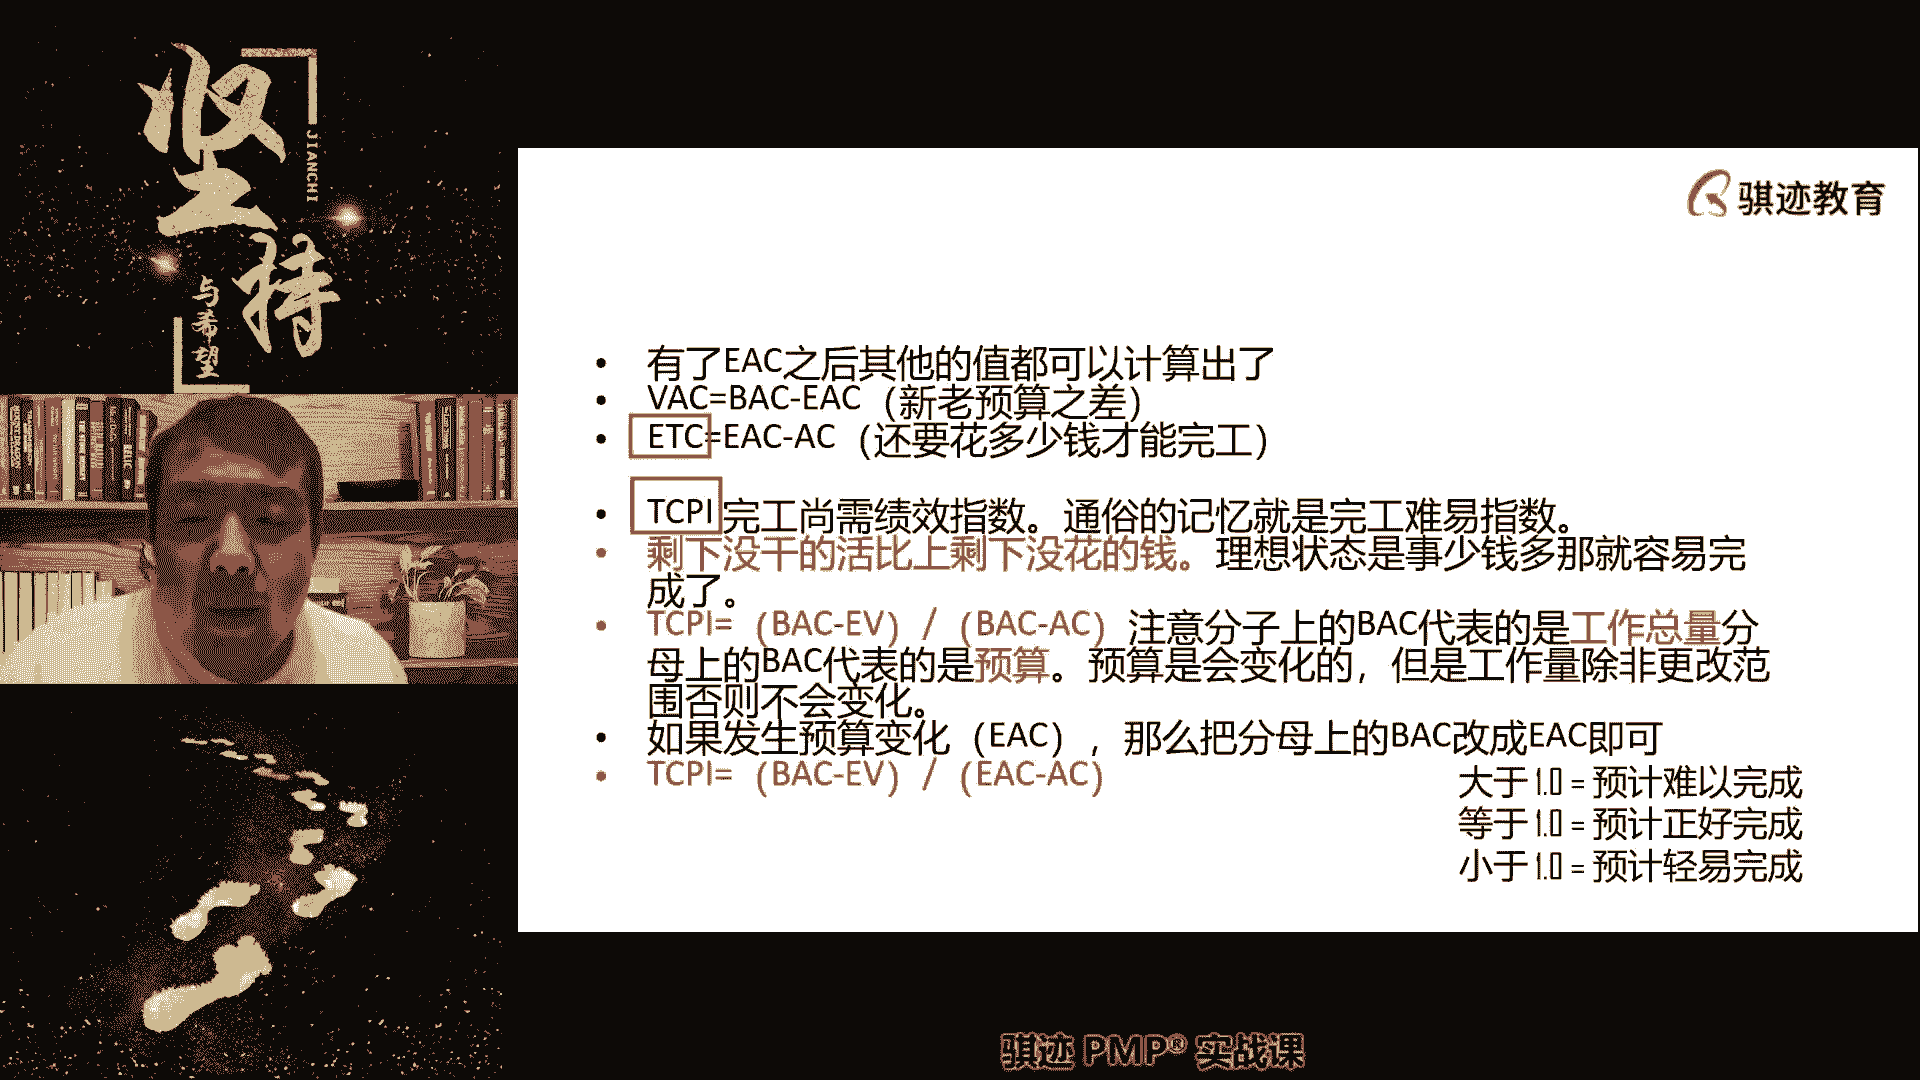 坚持
JIANCHI
与希望
骐迹教育
• 有了EAC之后其他的值都可以计算出了
• VAC=BAC-EAC（新老预算之差）
• ETC=EAC-AC（还要花多少钱才能完工）
• TCPI 完工尚需绩效指数。通俗的记忆就是完工难易指数。
• 剩下没干的活比上剩下没花的钱。理想状态是事少钱多那就容易完
成了。
• TCPI=（BAC-EV）/（BAC-AC）注意分子上的BAC代表的是工作总量分
母上的BAC代表的是预算。预算是会变化的，但是工作量除非更改范
围否则不会变化。
• 如果发生预算变化（EAC），那么把分母上的BAC改成EAC即可
• TCPI=（BAC-EV）/（EAC-AC）
大于 1.0 = 预计难以完成
等于 1.0 = 预计正好完成
小于 1.0 = 预计轻易完成
骐迹 PMP® 实战课